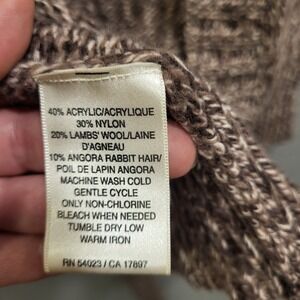 40% ACRYLIC/ACRYLIQUE
30% NYLON
20% LAMBS' WOOL/LAINE
D'AGNEAU
10% ANGORA RABBIT HAIR/
POIL DE LAPIN ANGORA
MACHINE WASH COLD
GENTLE CYCLE
ONLY NON-CHLORINE
BLEACH WHEN NEEDED
TUMBLE DRY LOW
WARM IRON
RN 54023 / CA 17897